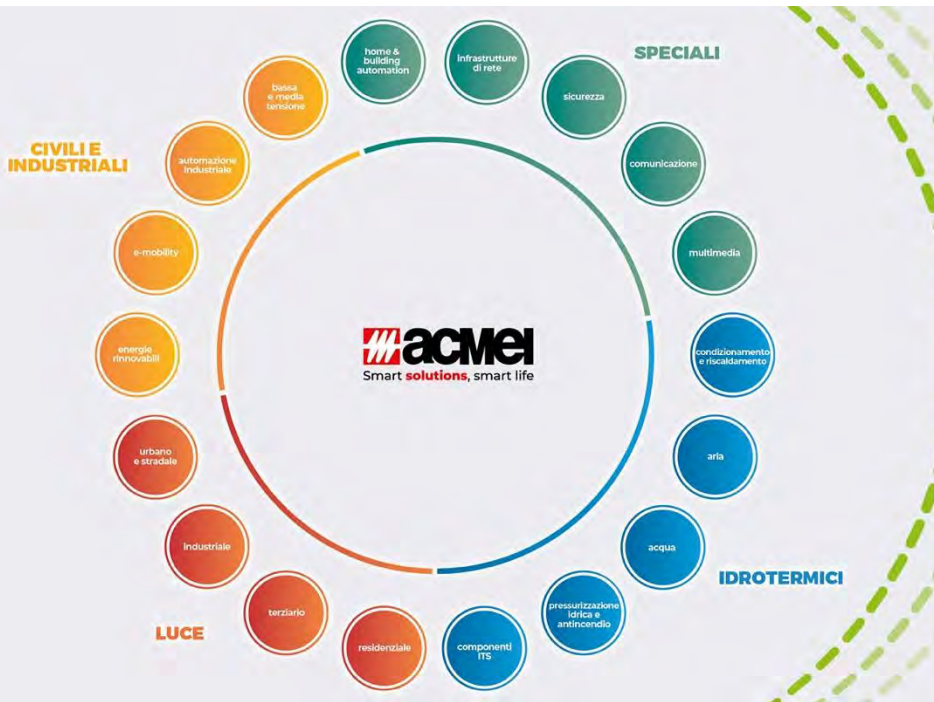 SPECIALI
home &
building
automation
infrastrutture
di rete
sicurezza
comunicazione
multimedia
condizionamento
e riscaldamento
aria
acqua
pressurizzazione
idrica e
antincendio
componenti
ITS
IDROTERMICI
residenziale
terziario
industriale
urbano
e stradale
LUCE
energie
rinnovabili
e-mobility
automazione
industriale
bassa
e media
tensione
CIVILI E
INDUSTRIALI
acmei
Smart solutions, smart life